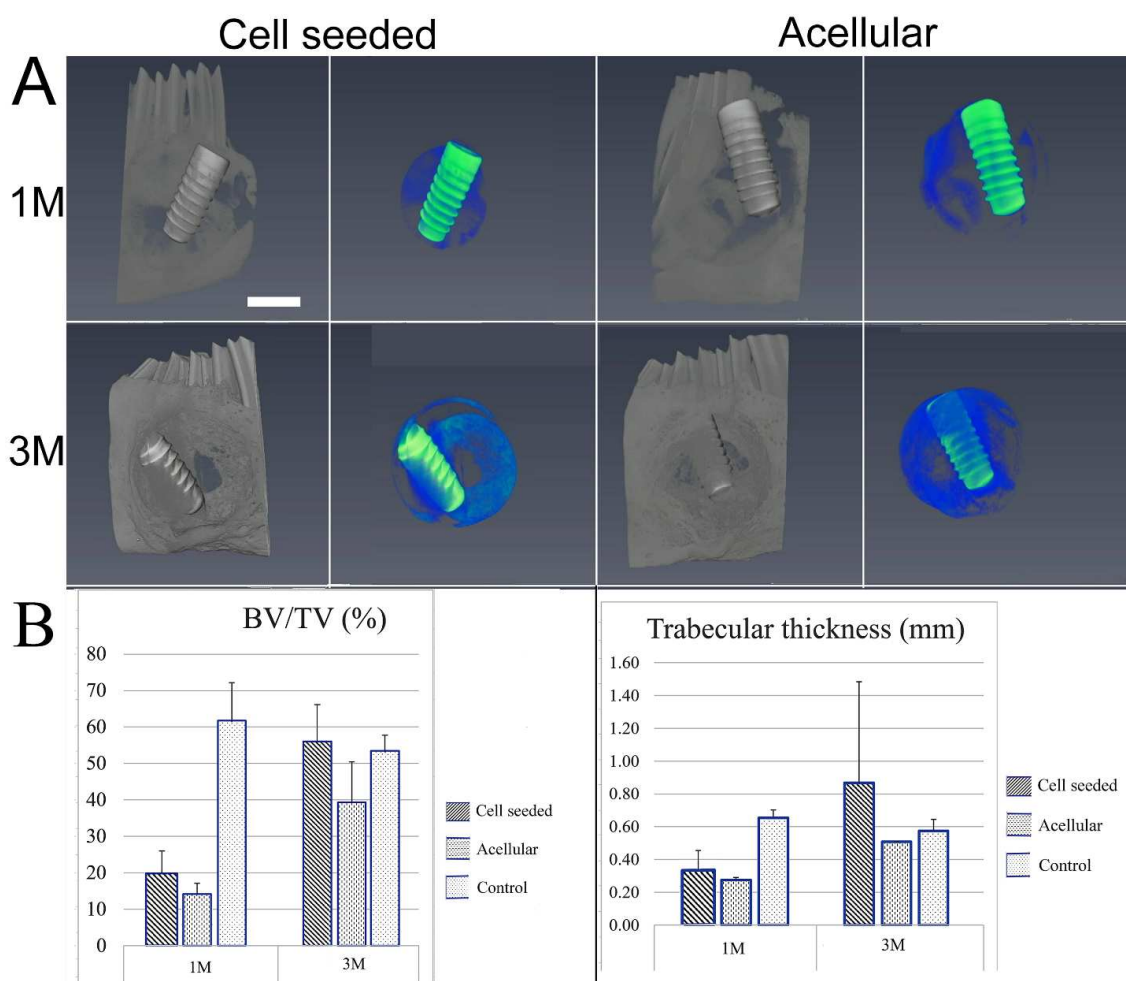 Cell seeded
Acellular
A
1M
3M
B
BV/TV (%)
80
70
60
50
40
30
20
10
0
1M
3M
Cell seeded
Acellular
Control
Trabecular thickness (mm)
1.60
1.40
1.20
1.00
0.80
0.60
0.40
0.20
0.00
1M
3M
Cell seeded
Acellular
Control